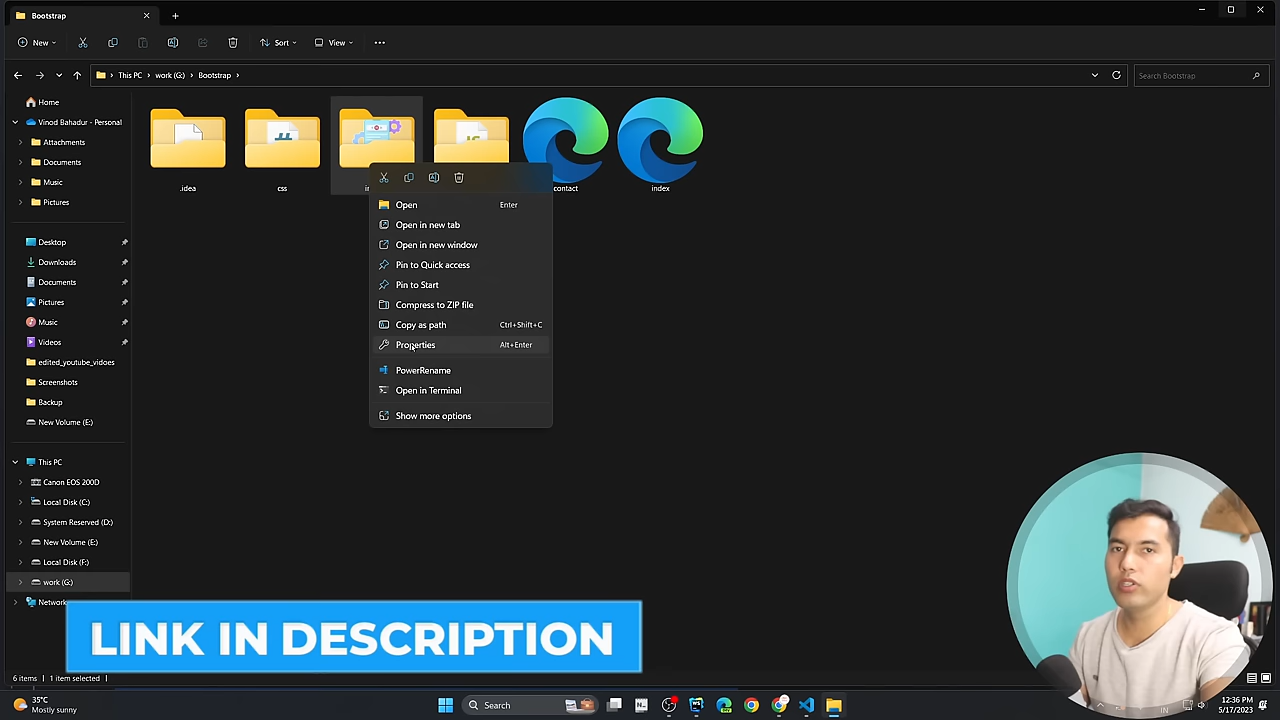 Bootstrap
New
Sort
View
This PC
work (G:)
Bootstrap
Search Bootstrap
Home
Vinod Bahadur - Personal
Attachments
Documents
Music
Pictures
Desktop
Downloads
Documents
Pictures
Music
Videos
edited_youtube_vidoes
Screenshots
Backup
New Volume (E:)
This PC
Canon EOS 200D
Local Disk (C:)
System Reserved (D:)
New Volume (E:)
Local Disk (F:)
work (G:)
Network
.idea
css
contact
index
Open Enter
Open in new tab
Open in new window
Pin to Quick access
Pin to Start
Compress to ZIP file
Copy as path Ctrl+Shift+C
Properties Alt+Enter
PowerRename
Open in Terminal
Show more options
LINK IN DESCRIPTION
6 items
1 item selected
35°C
Mostly sunny
Search
IN
12:36 PM
5/17/2023